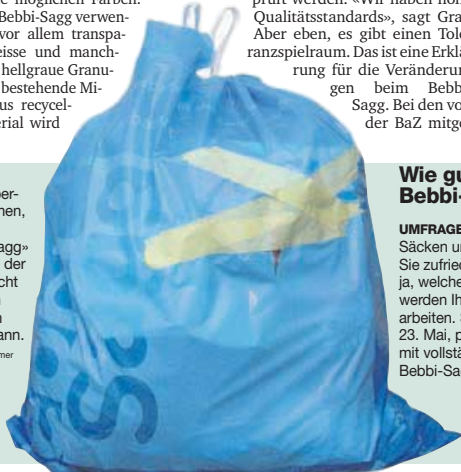 e möglichen Farben.
Bebbi-Sagg verwen-
vor allem transpa-
eisse und manch-
hellgraue Granu-
bestehende Mi-
us recycel-
erial wird
prüft werden. «Wir haben
Qualitätsstandards», sagt Gra
Aber eben, es gibt einen Tole
ranzspielraum. Das ist eine Erklä
rung für die Veränderun
gen beim Bebb
Sagg. Bei den vo
der BaZ mitge
ber-
hen,
agg»
der
cht
ann.
mer
Wie gu
Bebbi-
UMFRAGE
Säcken un
Sie zufried
ja, welche
werden Ih
arbeiten.
23. Mai, p
mit vollstä
Bebbi-Sa